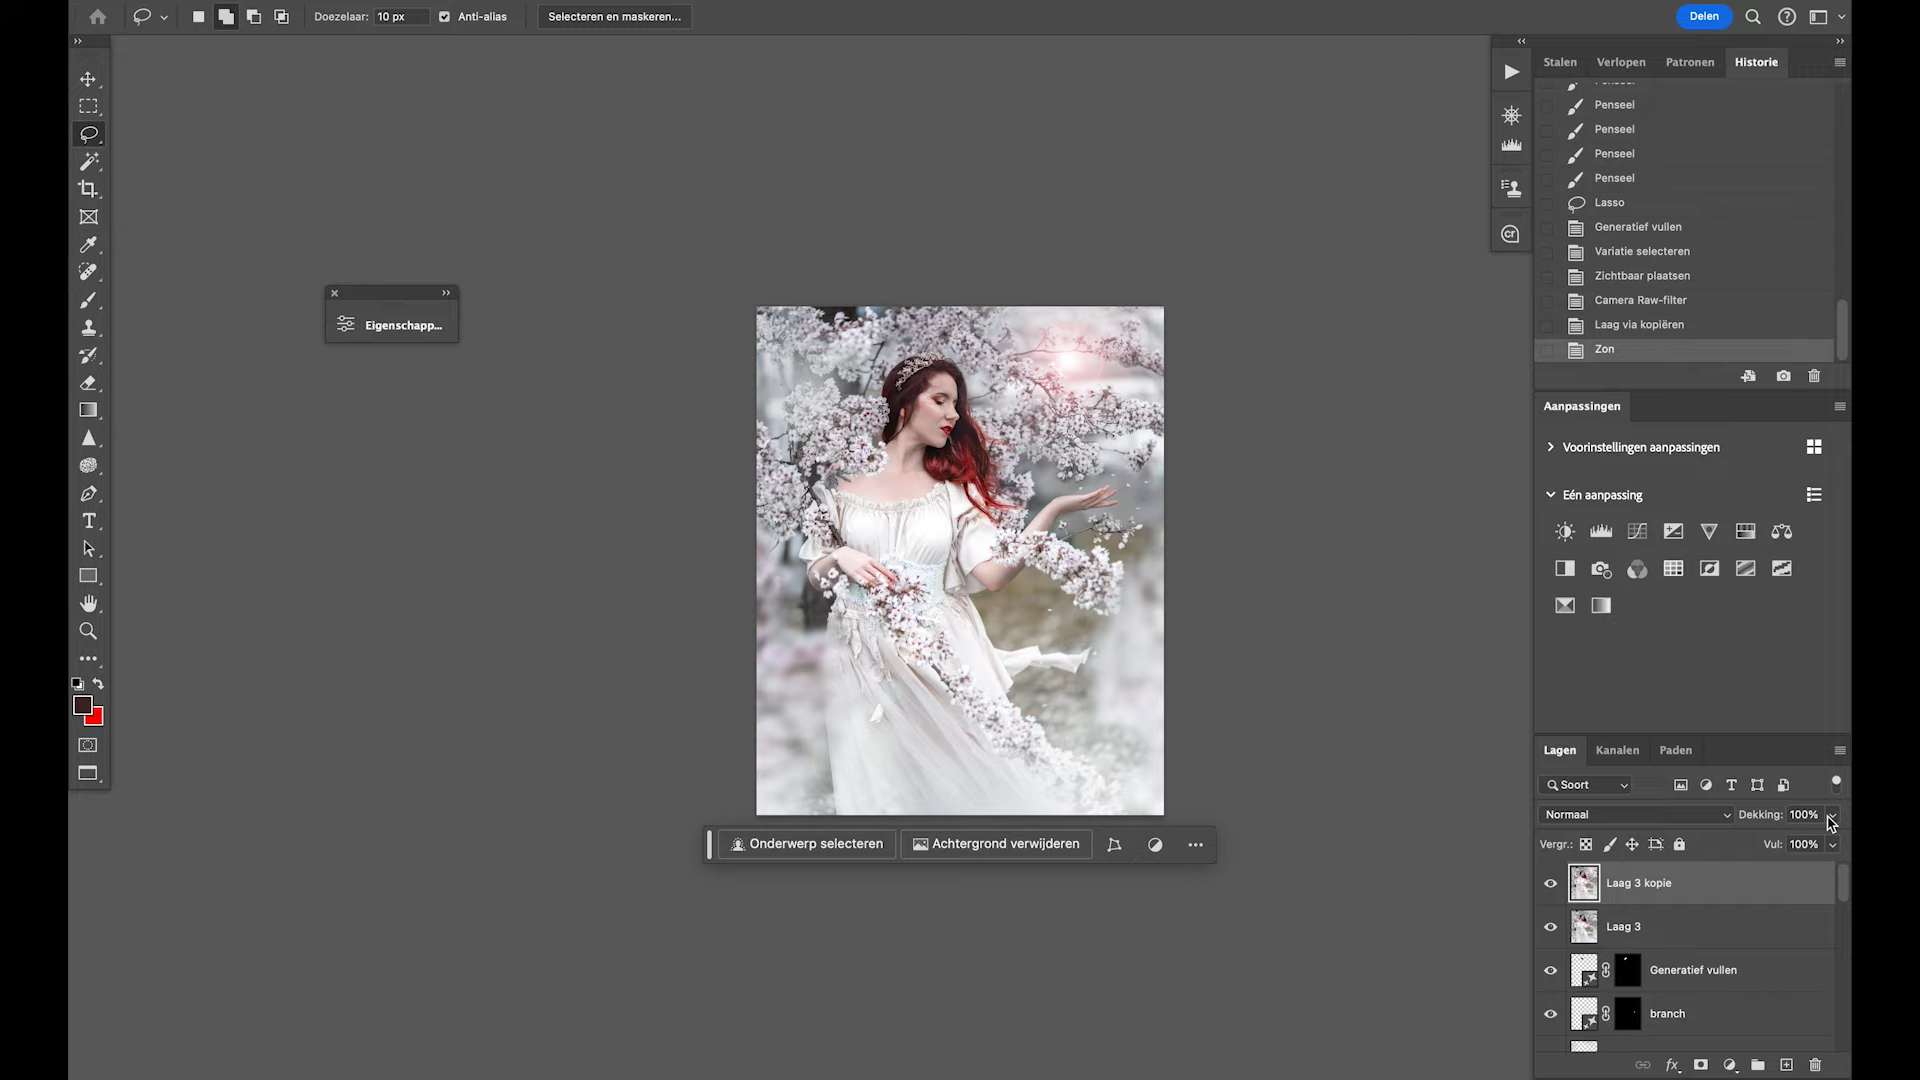 Doezelaar: 10 px Anti-alias Selecteren en maskeren... Delen
Stalen Verlopen Patronen Historie
Penseel
Penseel
Penseel
Penseel
Penseel
Lasso
Generatief vullen
Variatie selecteren
Zichtbaar plaatsen
Camera Raw-filter
Laag via kopiëren
Zon
Eigenschapp...
Aanpassingen
Voorinstellingen aanpassingen
Eén aanpassing
Lagen Kanalen Paden
Soort
Normaal Dekking: 100%
Vergr.: Vul: 100%
Laag 3 kopie
Laag 3
Generatief vullen
branch
Onderwerp selecteren Achtergrond verwijderen